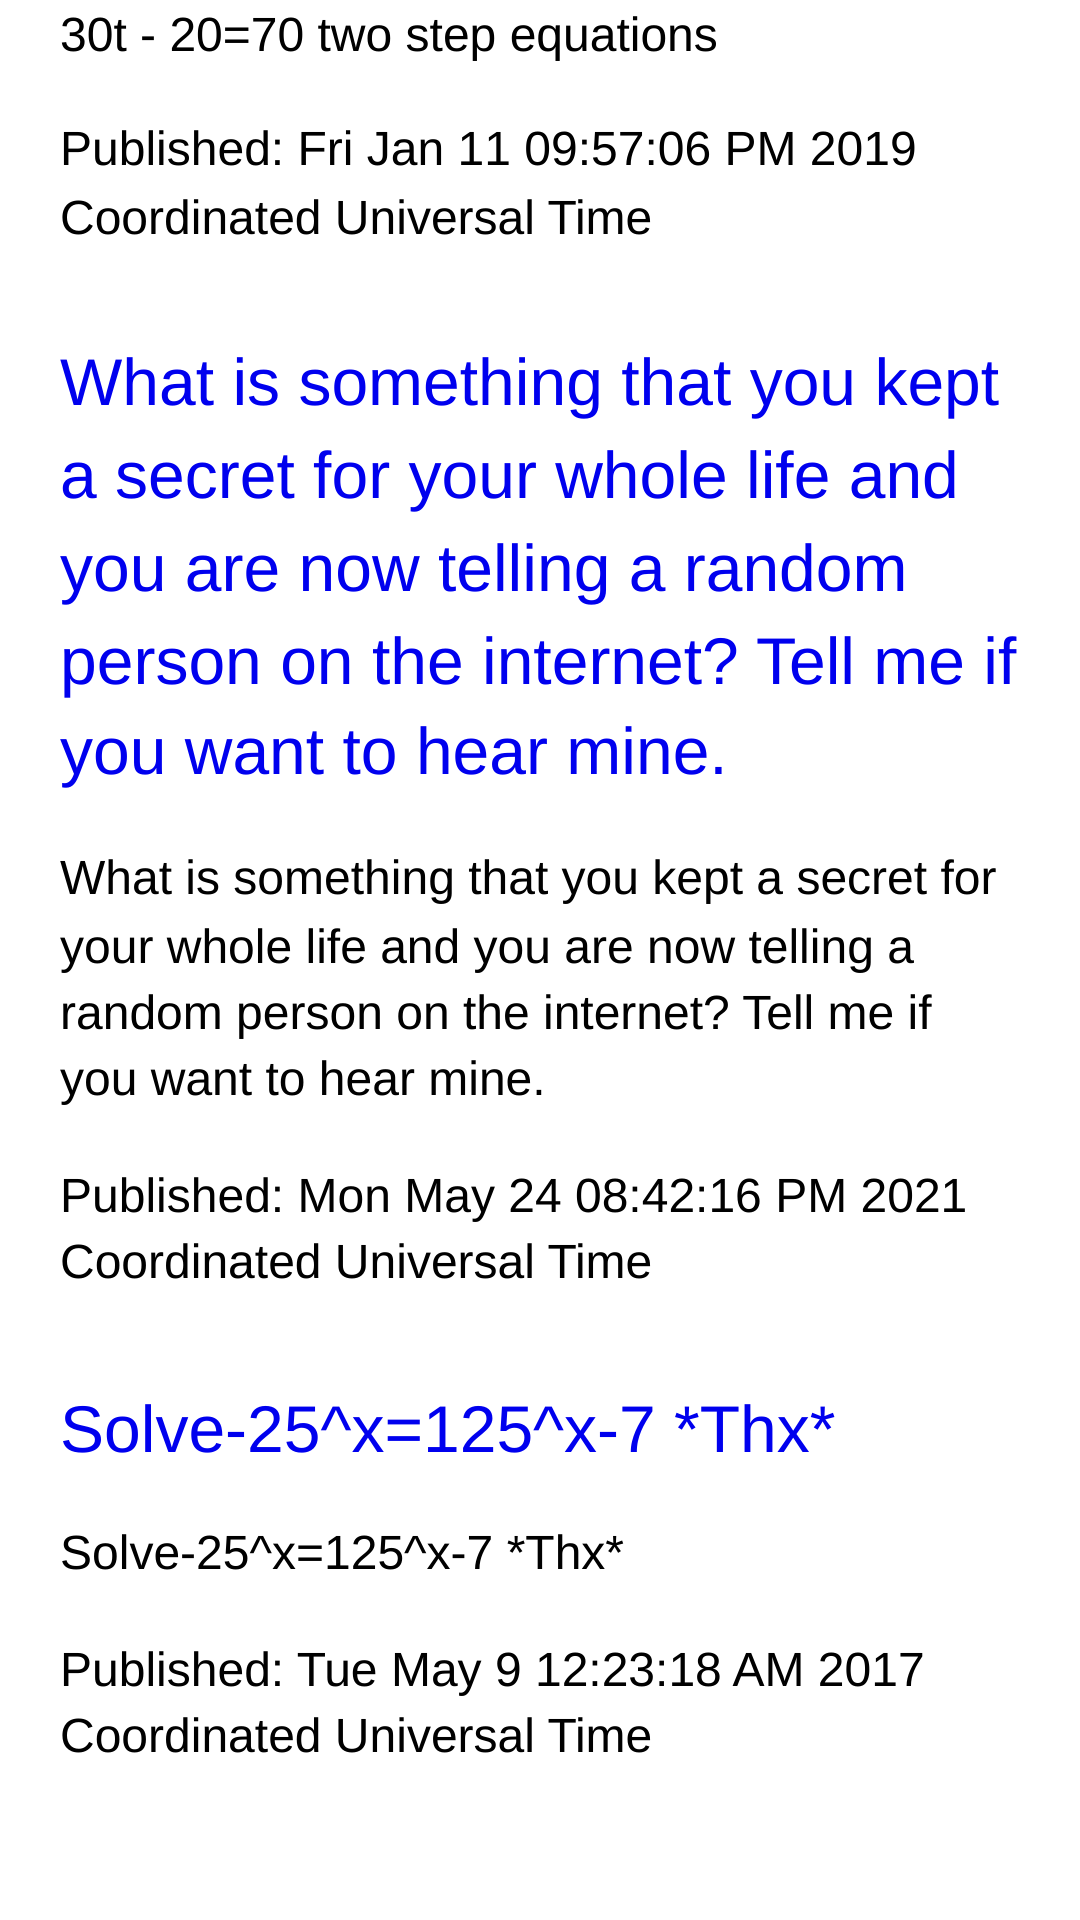 30t - 20=70 two step equations
Published: Fri Jan 11 09:57:06 PM 2019
Coordinated Universal Time
What is something that you kept
a secret for your whole life and
you are now telling a random
person on the internet? Tell me if
you want to hear mine.
What is something that you kept a secret for
your whole life and you are now telling a
random person on the internet? Tell me if
you want to hear mine.
Published: Mon May 24 08:42:16 PM 2021
Coordinated Universal Time
Solve-25^x=125^x-7 *Thx*
Solve-25^x=125^x-7 *Thx*
Published: Tue May 9 12:23:18 AM 2017
Coordinated Universal Time